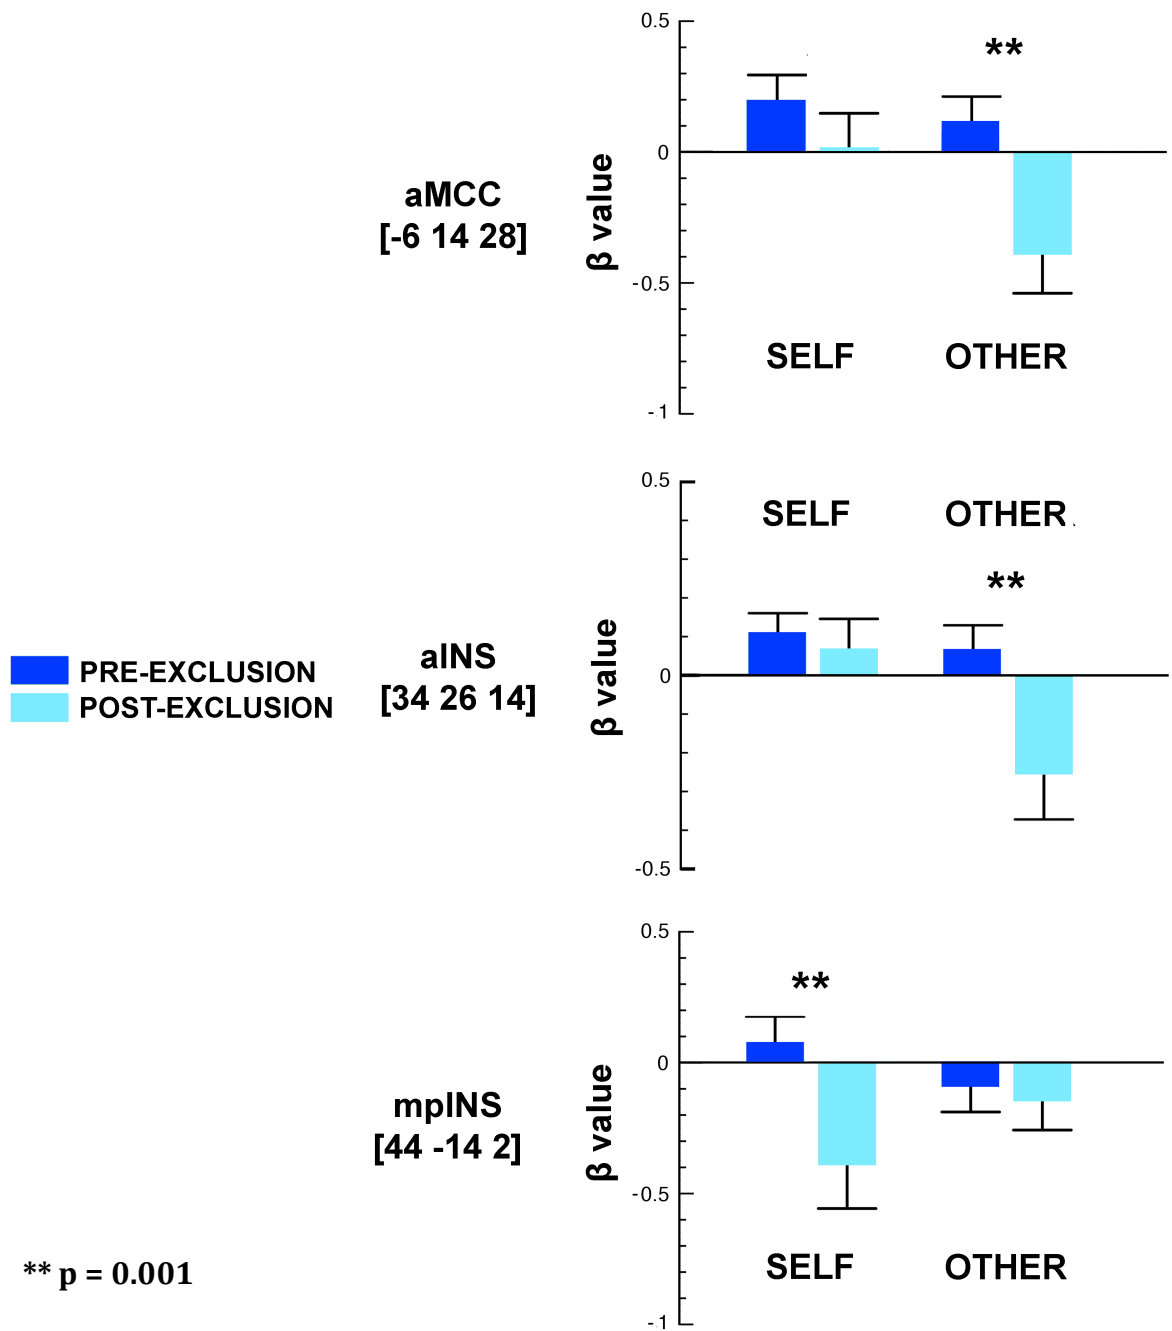 0.5
**
0
aMCC
[-6 14 28]
β value
-0.5
SELF OTHER
-1
0.5
SELF OTHER
**
PRE-EXCLUSION
POST-EXCLUSION
aINS
[34 26 14]
β value
0
-0.5
0.5
**
0
mpINS
[44 -14 2]
β value
-0.5
SELF OTHER
-1
** p = 0.001